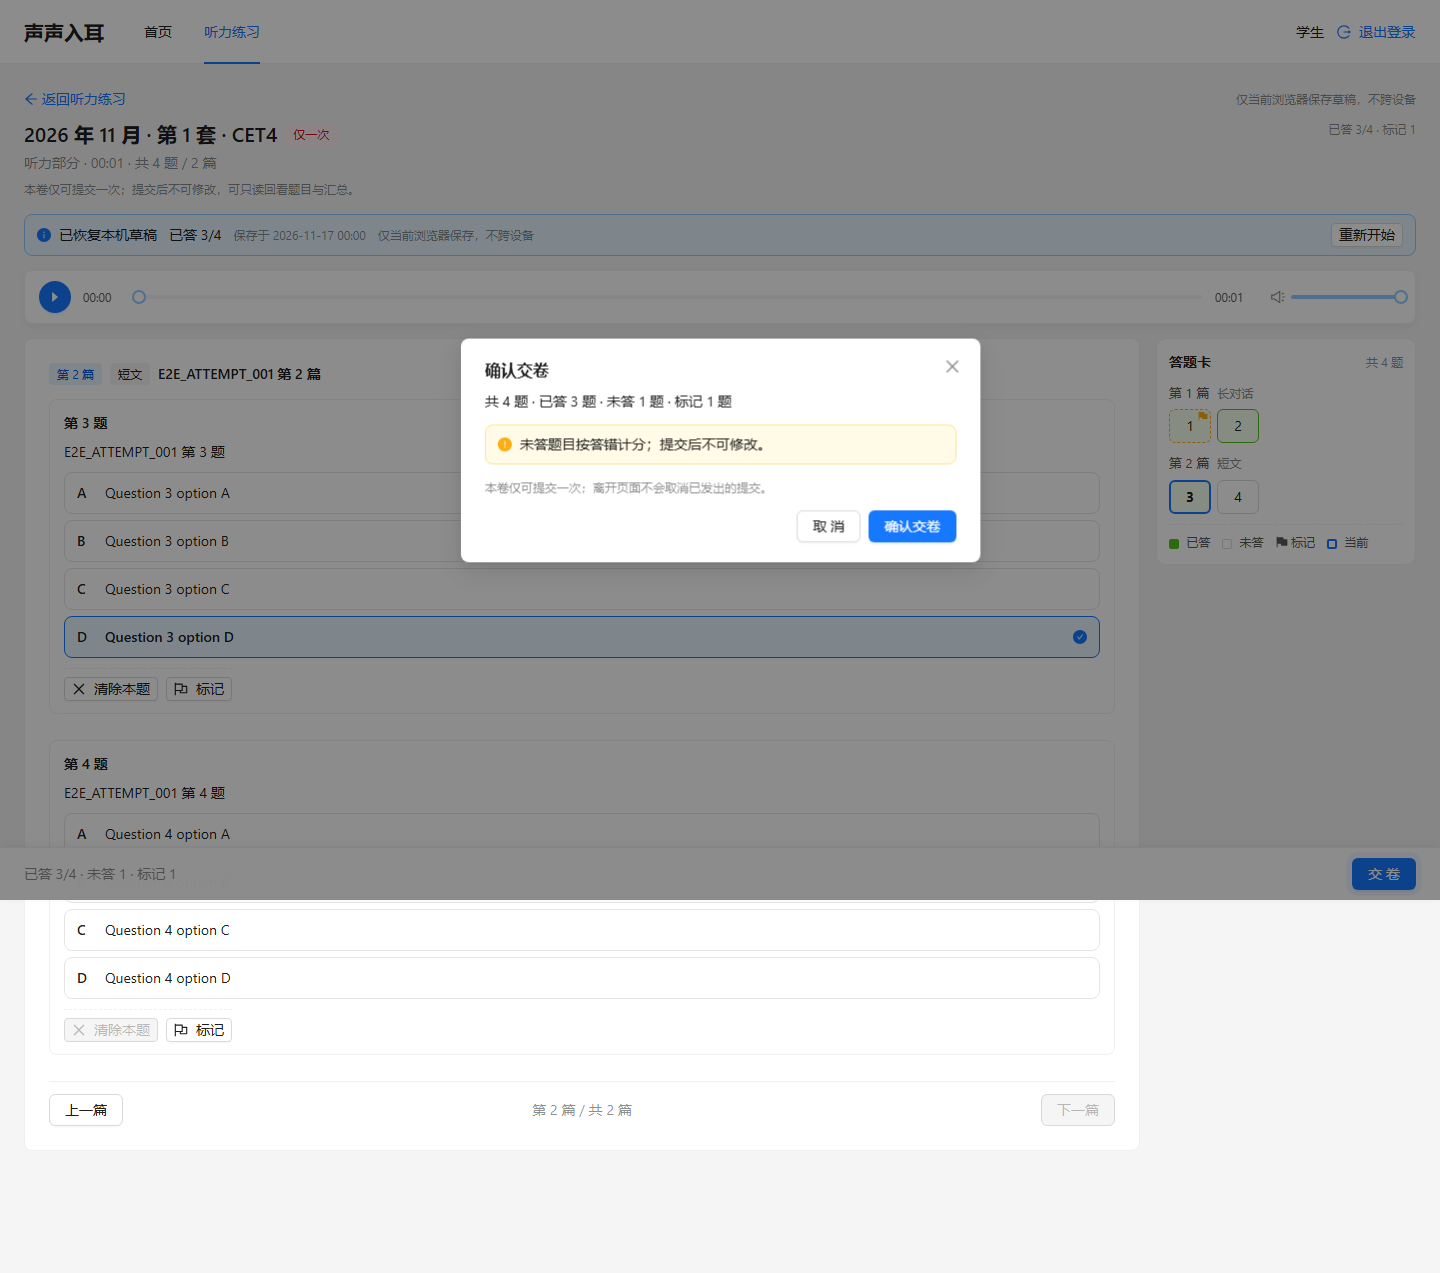 声声入耳
首页
听力练习
学生
退出登录
返回听力练习
仅当前浏览器保存草稿，不跨设备
2026 年 11 月 · 第 1 套 · CET4
仅一次
已答 3/4 · 标记 1
听力部分 · 00:01 · 共 4 题 / 2 篇
本卷仅可提交一次；提交后不可修改，可只读回看题目与汇总。
已恢复本机草稿
已答 3/4
保存于 2026-11-17 00:00
仅当前浏览器保存，不跨设备
重新开始
00:00
00:01
第 2 篇
短文
E2E_ATTEMPT_001 第 2 篇
第 3 题
E2E_ATTEMPT_001 第 3 题
A Question 3 option A
B Question 3 option B
C Question 3 option C
D Question 3 option D
清除本题
标记
第 4 题
E2E_ATTEMPT_001 第 4 题
A Question 4 option A
C Question 4 option C
D Question 4 option D
清除本题
标记
上一篇
第 2 篇 / 共 2 篇
下一篇
确认交卷
共 4 题 · 已答 3 题 · 未答 1 题 · 标记 1 题
未答题目按答错计分；提交后不可修改。
本卷仅可提交一次；离开页面不会取消已发出的提交。
取 消
确认交卷
答题卡
共 4 题
第 1 篇 长对话
1
2
第 2 篇 短文
3
4
已答
未答
标记
当前
已答 3/4 · 未答 1 · 标记 1
交 卷